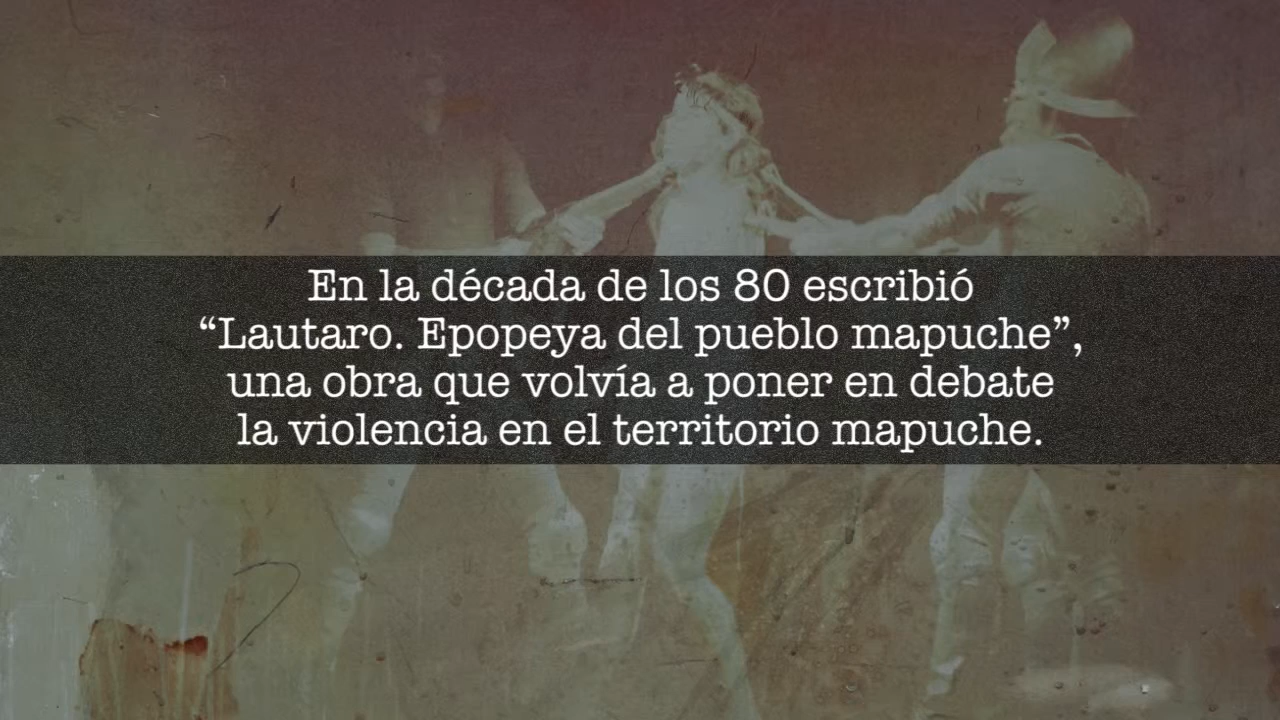 En la década de los 80 escribió
“Lautaro. Epopeya del pueblo mapuche”,
una obra que volvía a poner en debate
la violencia en el territorio mapuche.